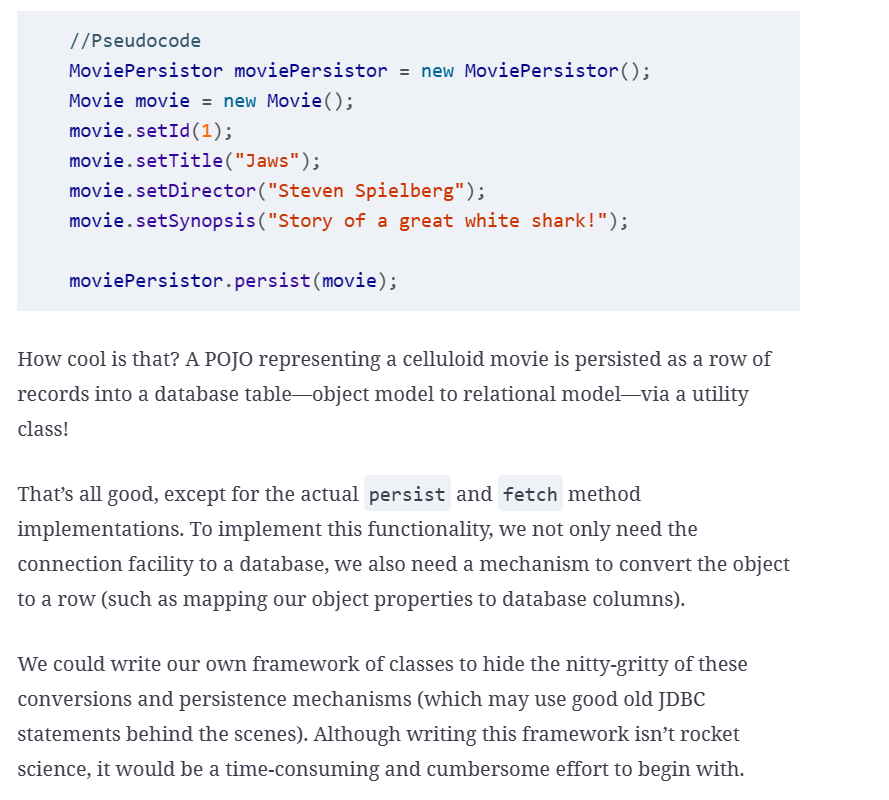 //Pseudocode
MoviePersistor moviePersistor = new MoviePersistor();
Movie movie = new Movie();
movie.setId(1);
movie.setTitle("Jaws");
movie.setDirector("Steven Spielberg");
movie.setSynopsis("Story of a great white shark!");
moviePersistor.persist(movie);
How cool is that? A POJO representing a celluloid movie is persisted as a row of
records into a database table—object model to relational model—via a utility
class!
That’s all good, except for the actual persist and fetch method
implementations. To implement this functionality, we not only need the
connection facility to a database, we also need a mechanism to convert the object
to a row (such as mapping our object properties to database columns).
We could write our own framework of classes to hide the nitty-gritty of these
conversions and persistence mechanisms (which may use good old JDBC
statements behind the scenes). Although writing this framework isn’t rocket
science, it would be a time-consuming and cumbersome effort to begin with.